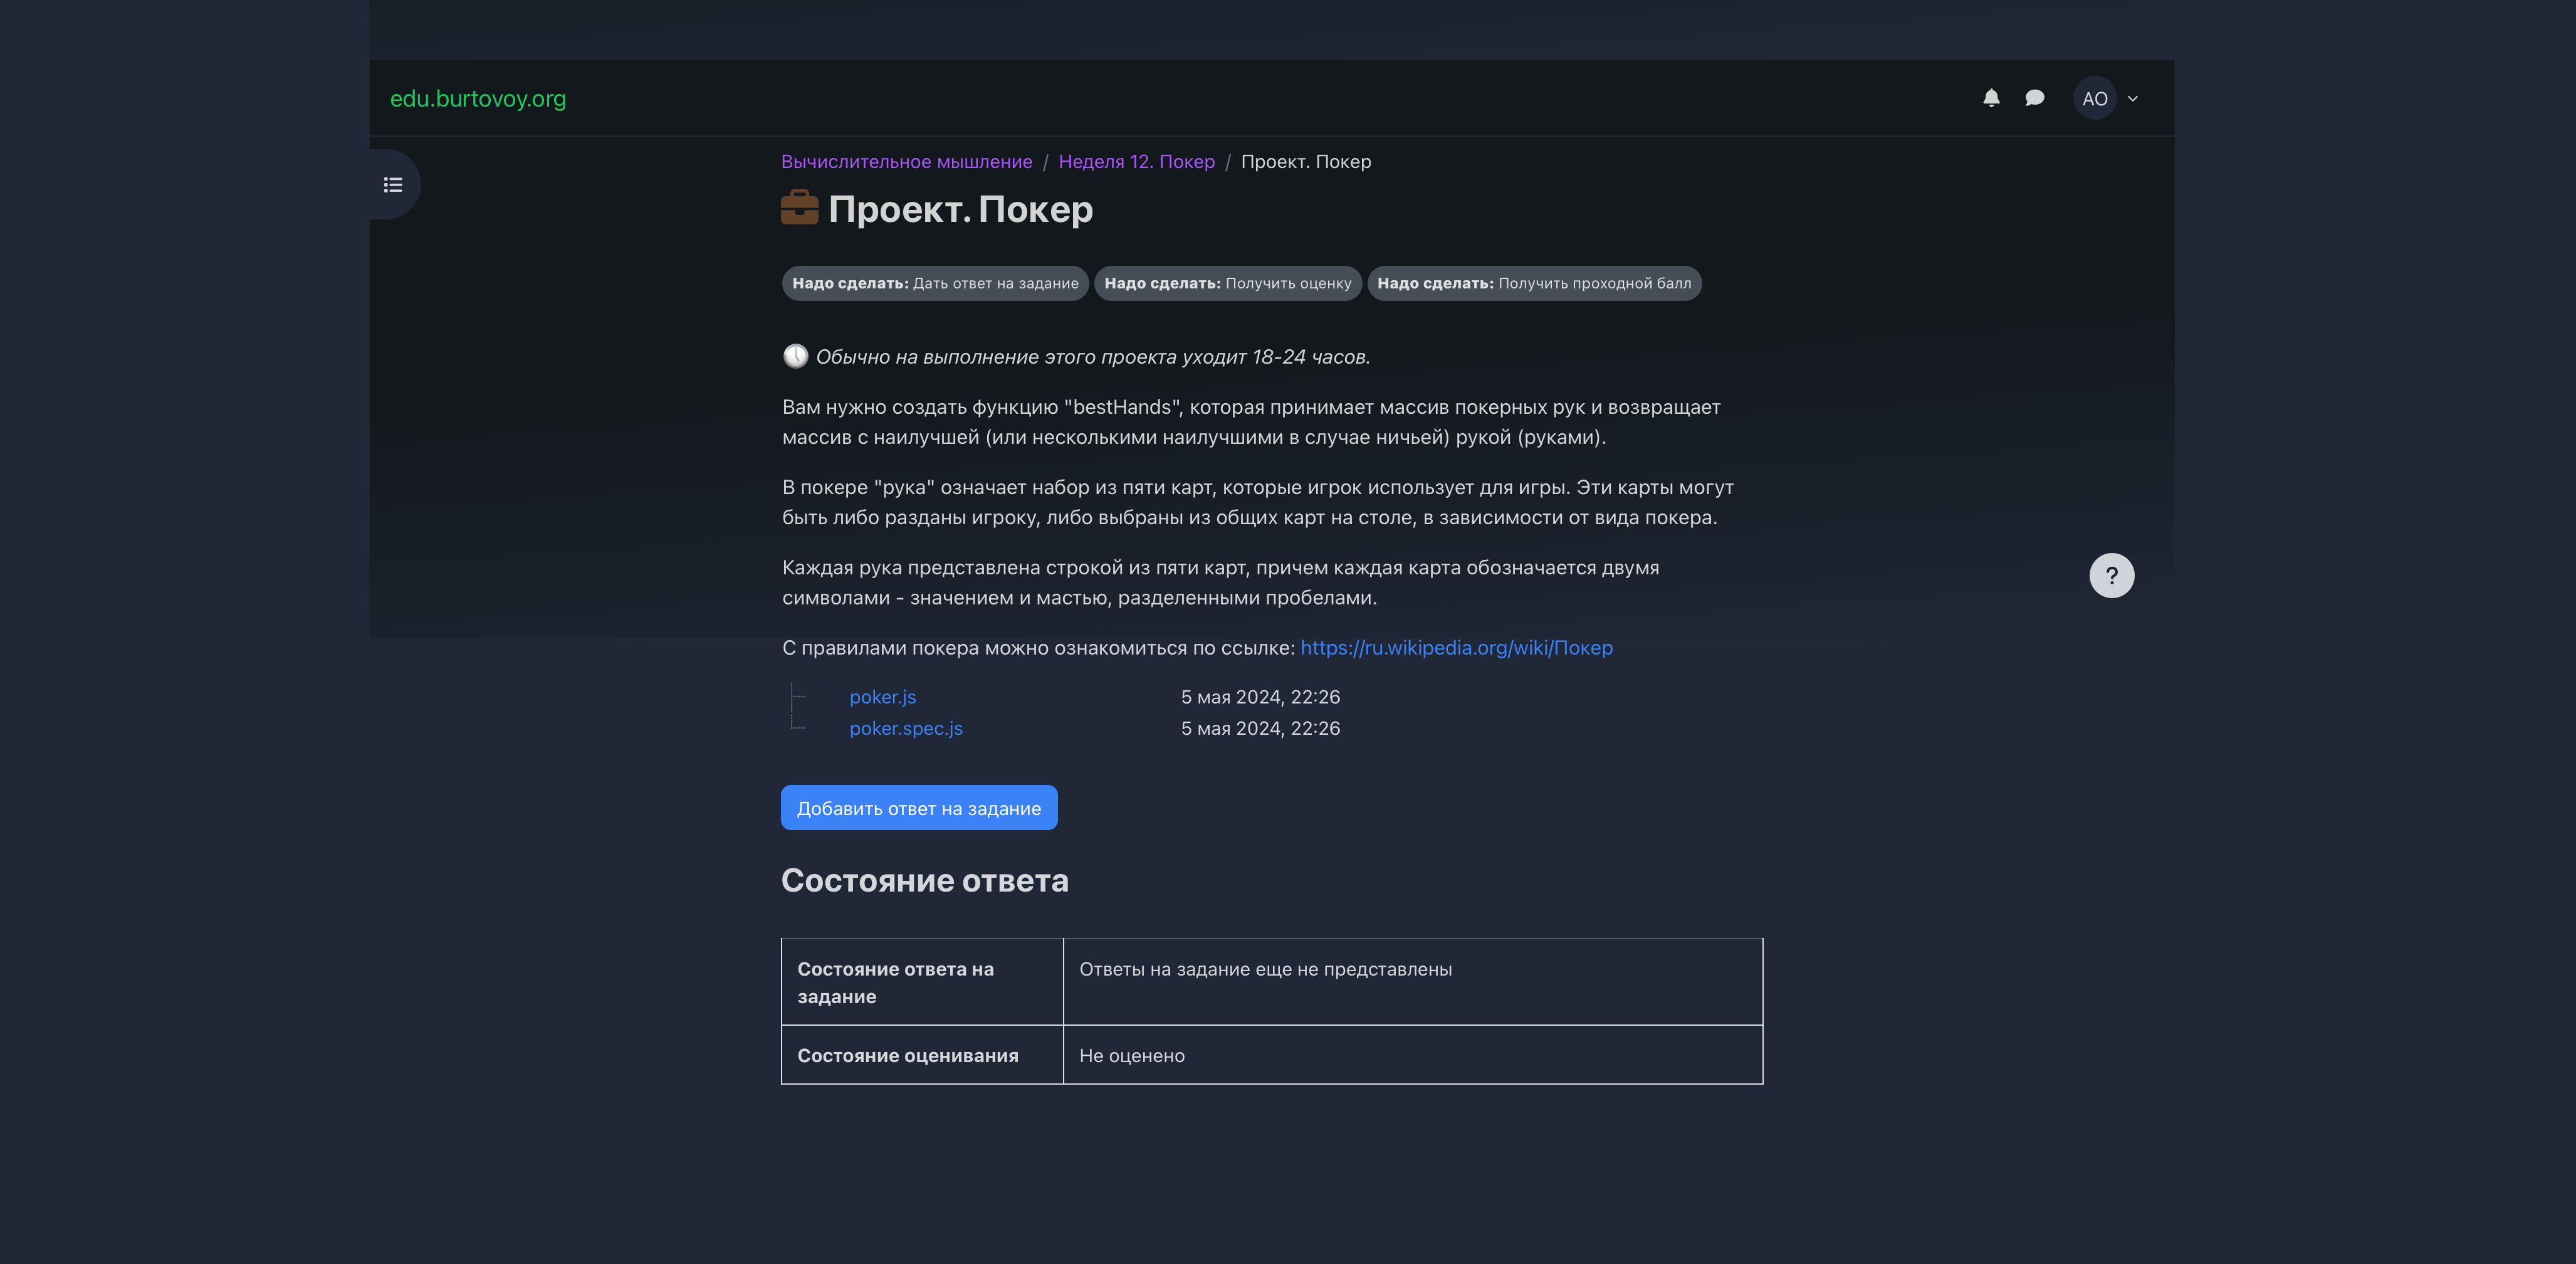 edu.burtovoy.org
АО
Вычислительное мышление / Неделя 12. Покер / Проект. Покер
Проект. Покер
Надо сделать: Дать ответ на задание Надо сделать: Получить оценку Надо сделать: Получить проходной балл
Обычно на выполнение этого проекта уходит 18-24 часов.
Вам нужно создать функцию "bestHands", которая принимает массив покерных рук и возвращает
массив с наилучшей (или несколькими наилучшими в случае ничьей) рукой (руками).
В покере "рука" означает набор из пяти карт, которые игрок использует для игры. Эти карты могут
быть либо разданы игроку, либо выбраны из общих карт на столе, в зависимости от вида покера.
Каждая рука представлена строкой из пяти карт, причем каждая карта обозначается двумя
символами - значением и мастью, разделенными пробелами.
?
С правилами покера можно ознакомиться по ссылке: https://ru.wikipedia.org/wiki/Покер
poker.js 5 мая 2024, 22:26
poker.spec.js 5 мая 2024, 22:26
Добавить ответ на задание
Состояние ответа
Состояние ответа на Ответы на задание еще не представлены
задание
Состояние оценивания Не оценено